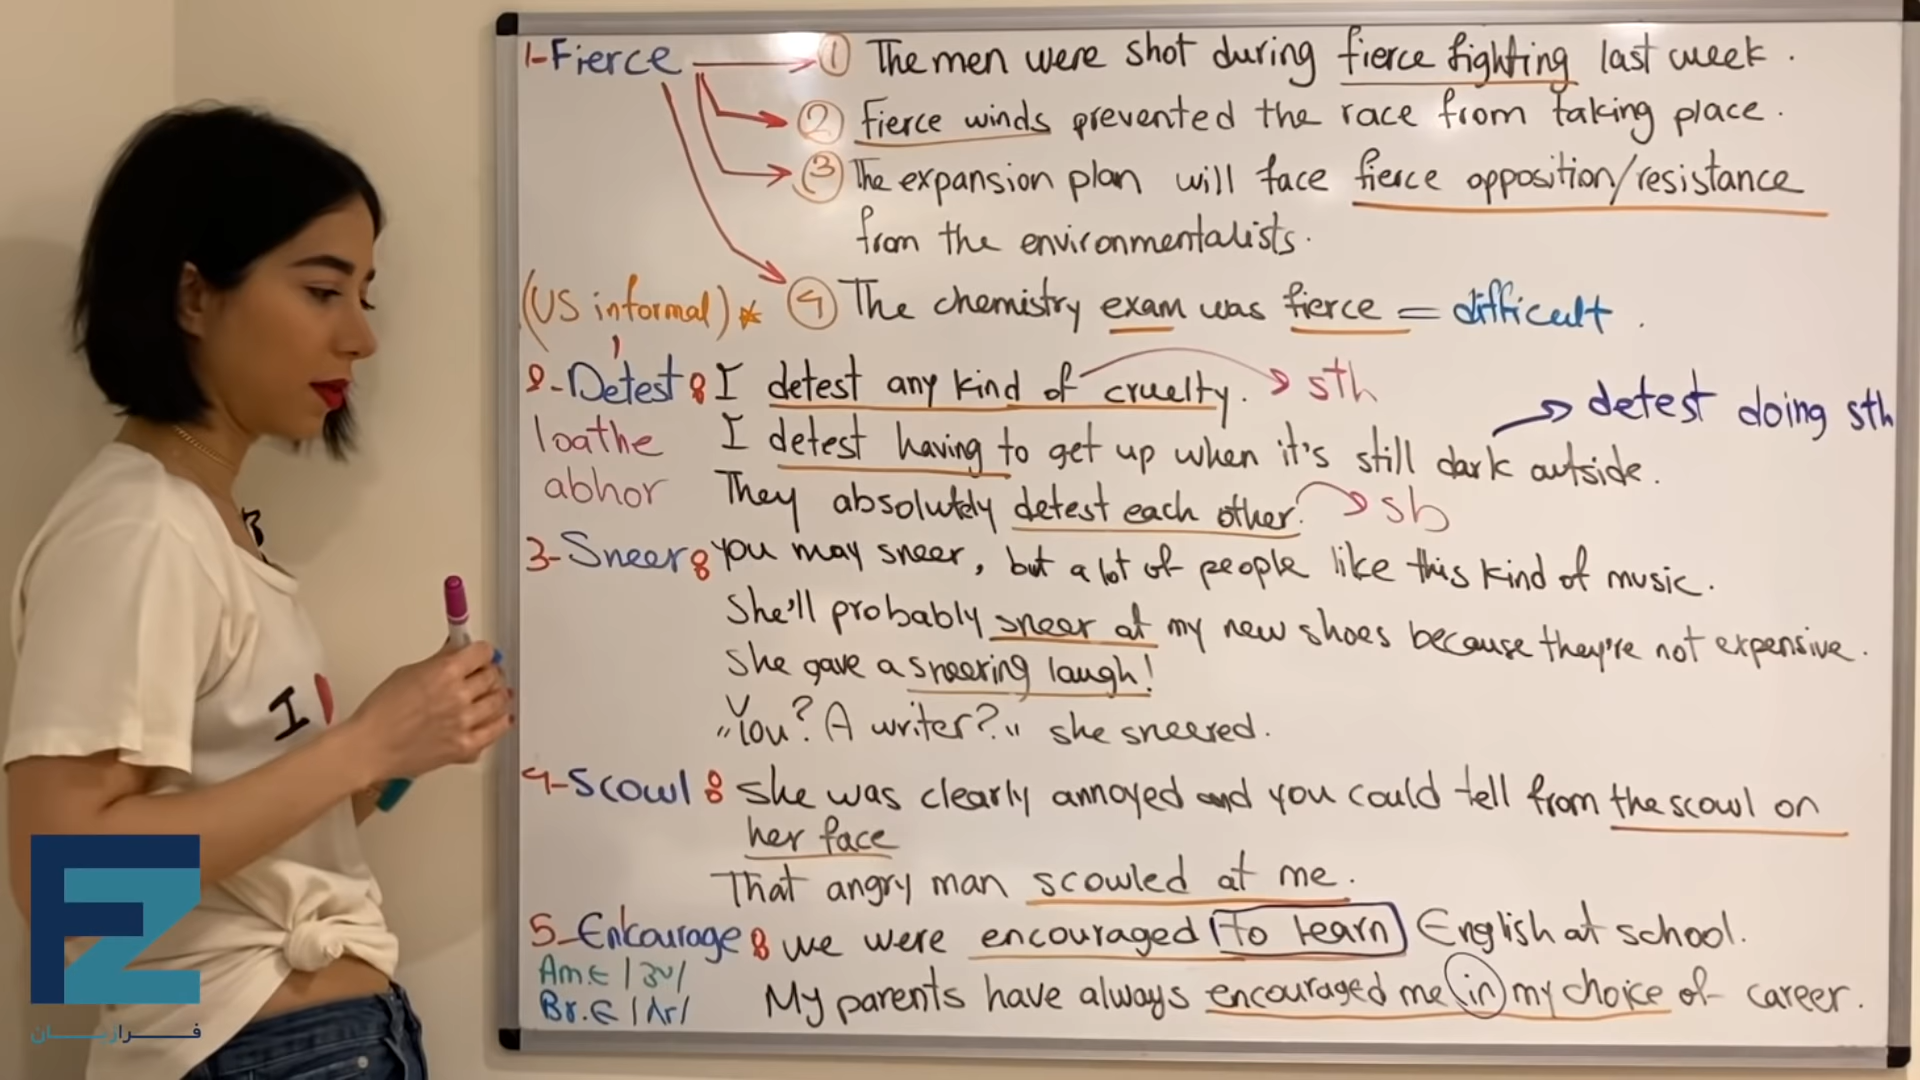 1-Fierce ① The men were shot during fierce fighting last week.
② Fierce winds prevented the race from taking place.
③ The expansion plan will face fierce opposition/resistance
from the environmentalists.
(US informal) * ④ The chemistry exam was fierce = difficult.
2-Detest: I detest any kind of cruelty. → sth
→ detest doing sth
loathe I detest having to get up when it's still dark outside.
abhor They absolutely detest each other. → sb
3-Sneer: You may sneer, but a lot of people like this kind of music.
She'll probably sneer at my new shoes because they're not expensive.
She gave a sneering laugh!
"You? A writer?" she sneered.
4-Scowl: She was clearly annoyed and you could tell from the scowl on
her face
That angry man scowled at me.
5-Encourage: we were encouraged to learn English at school.
Am.E
Br.E My parents have always encouraged me in my choice of career.
I
FZ
فرازبان